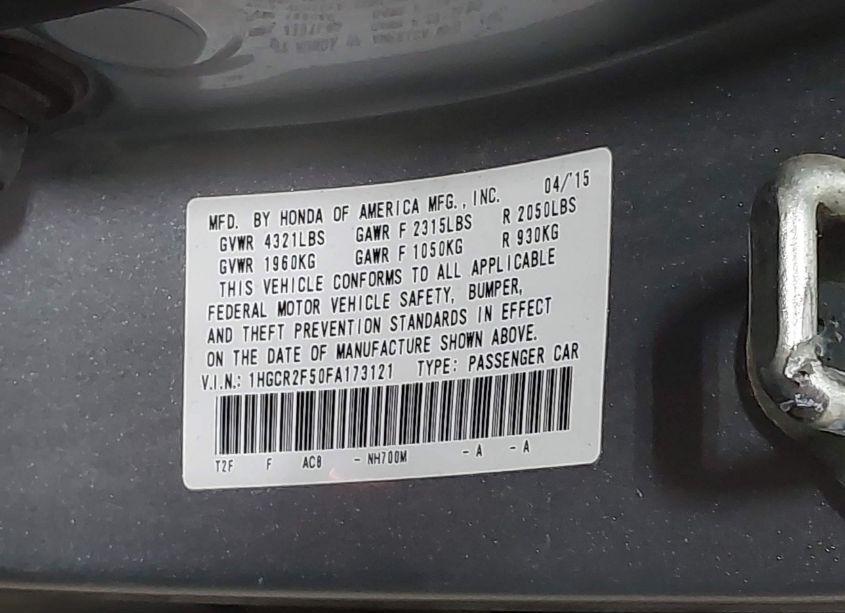 MFD. BY HONDA OF AMERICA MFG., INC. 04/'15
GVWR 4321LBS GAWR F 2315LBS R 2050LBS
GVWR 1960KG GAWR F 1050KG R 930KG
THIS VEHICLE CONFORMS TO ALL APPLICABLE
FEDERAL MOTOR VEHICLE SAFETY, BUMPER,
AND THEFT PREVENTION STANDARDS IN EFFECT
ON THE DATE OF MANUFACTURE SHOWN ABOVE.
V.I.N.: 1HGCR2F50FA173121 TYPE: PASSENGER CAR
T2F F AC8 - NH700M - A - A